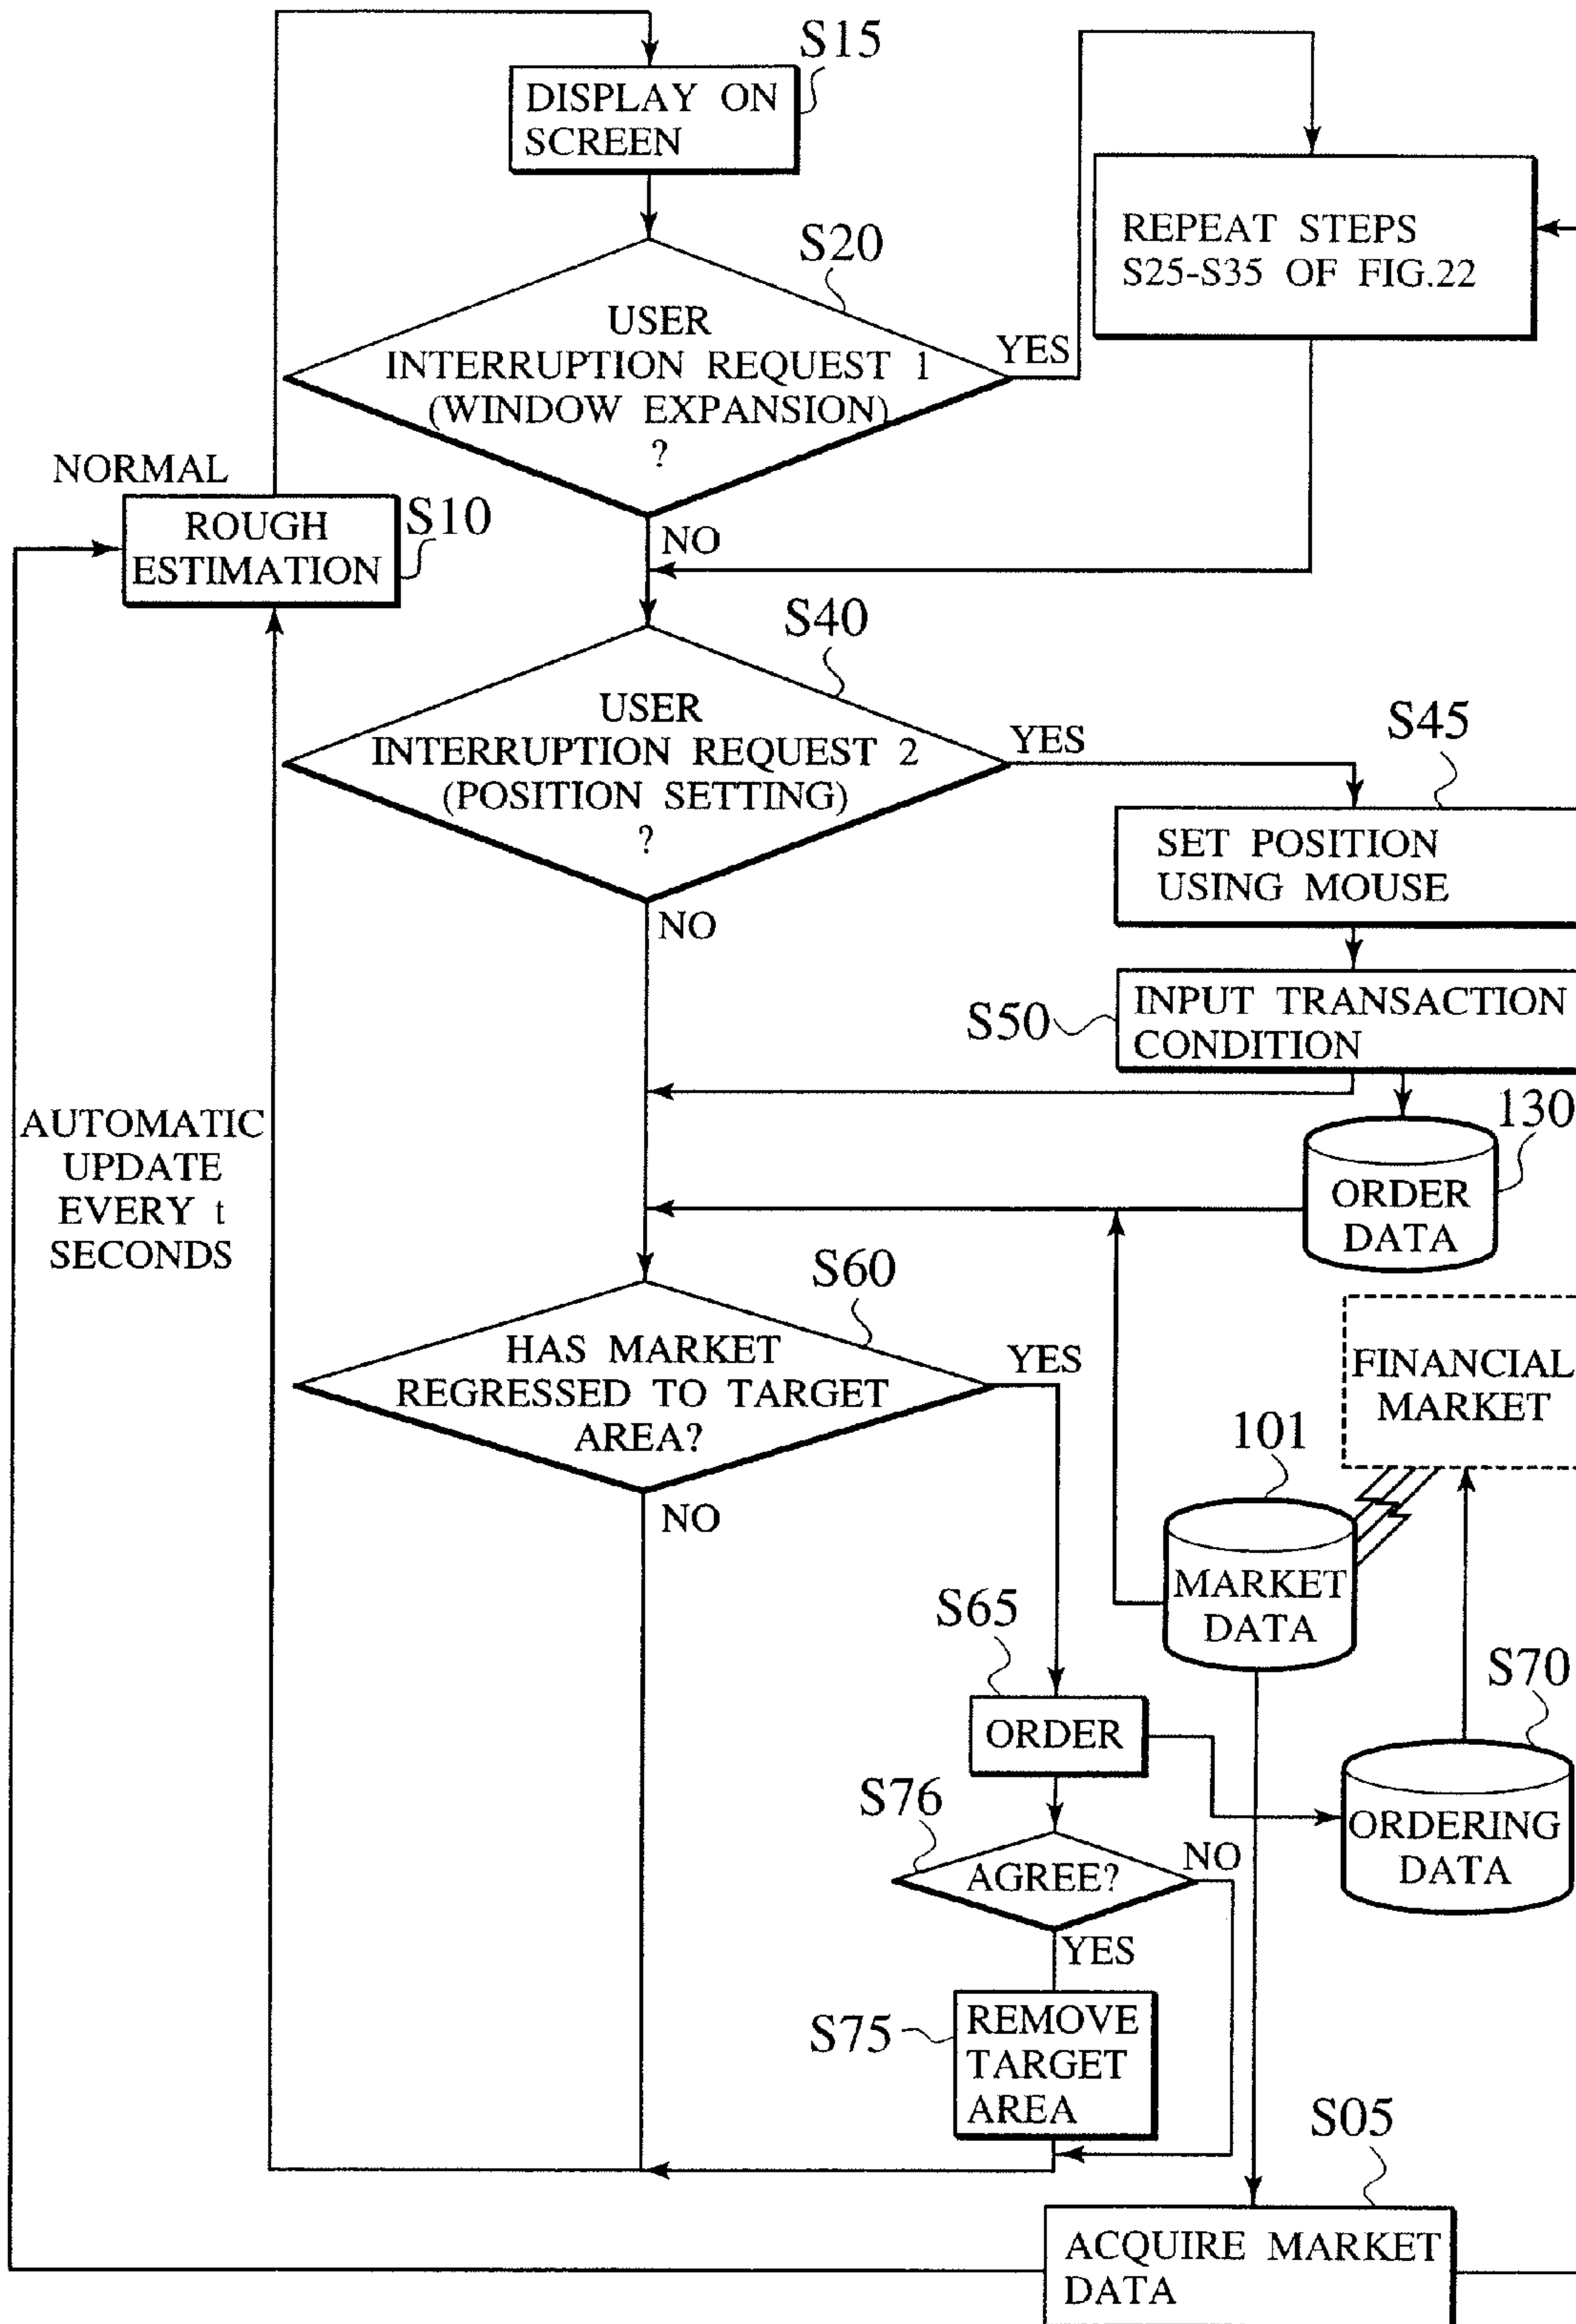 S15
DISPLAY ON
SCREEN
S20
USER
INTERRUPTION REQUEST 1
(WINDOW EXPANSION)
?
YES
NO
REPEAT STEPS
S25-S35 OF FIG.22
NORMAL
ROUGH
ESTIMATION
S10
S40
USER
INTERRUPTION REQUEST 2
(POSITION SETTING)
?
YES
NO
S45
SET POSITION
USING MOUSE
S50
INPUT TRANSACTION
CONDITION
130
ORDER
DATA
AUTOMATIC
UPDATE
EVERY t
SECONDS
S60
HAS MARKET
REGRESSED TO TARGET
AREA?
YES
NO
FINANCIAL
MARKET
101
MARKET
DATA
S65
ORDER
S70
ORDERING
DATA
S76
AGREE?
NO
YES
S75
REMOVE
TARGET
AREA
S05
ACQUIRE MARKET
DATA